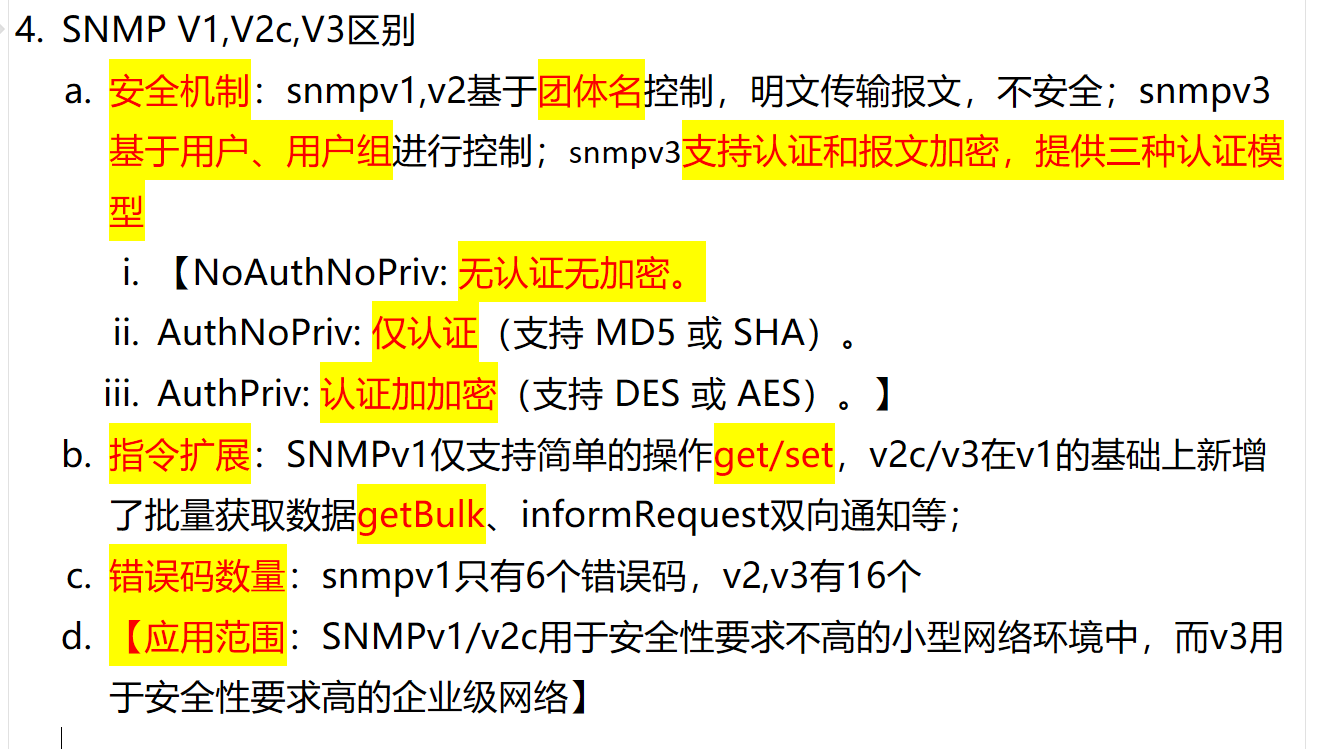 4. SNMP V1,V2c,V3区别
a. 安全机制：snmpv1,v2基于团体名控制，明文传输报文，不安全；snmpv3
基于用户、用户组进行控制；snmpv3支持认证和报文加密，提供三种认证模
型
i. 【NoAuthNoPriv: 无认证无加密。
ii. AuthNoPriv: 仅认证（支持 MD5 或 SHA）。
iii. AuthPriv: 认证加加密（支持 DES 或 AES）。】
b. 指令扩展：SNMPv1仅支持简单的操作get/set，v2c/v3在v1的基础上新增
了批量获取数据getBulk、informRequest双向通知等；
c. 错误码数量：snmpv1只有6个错误码，v2,v3有16个
d. 【应用范围：SNMPv1/v2c用于安全性要求不高的小型网络环境中，而v3用
于安全性要求高的企业级网络】